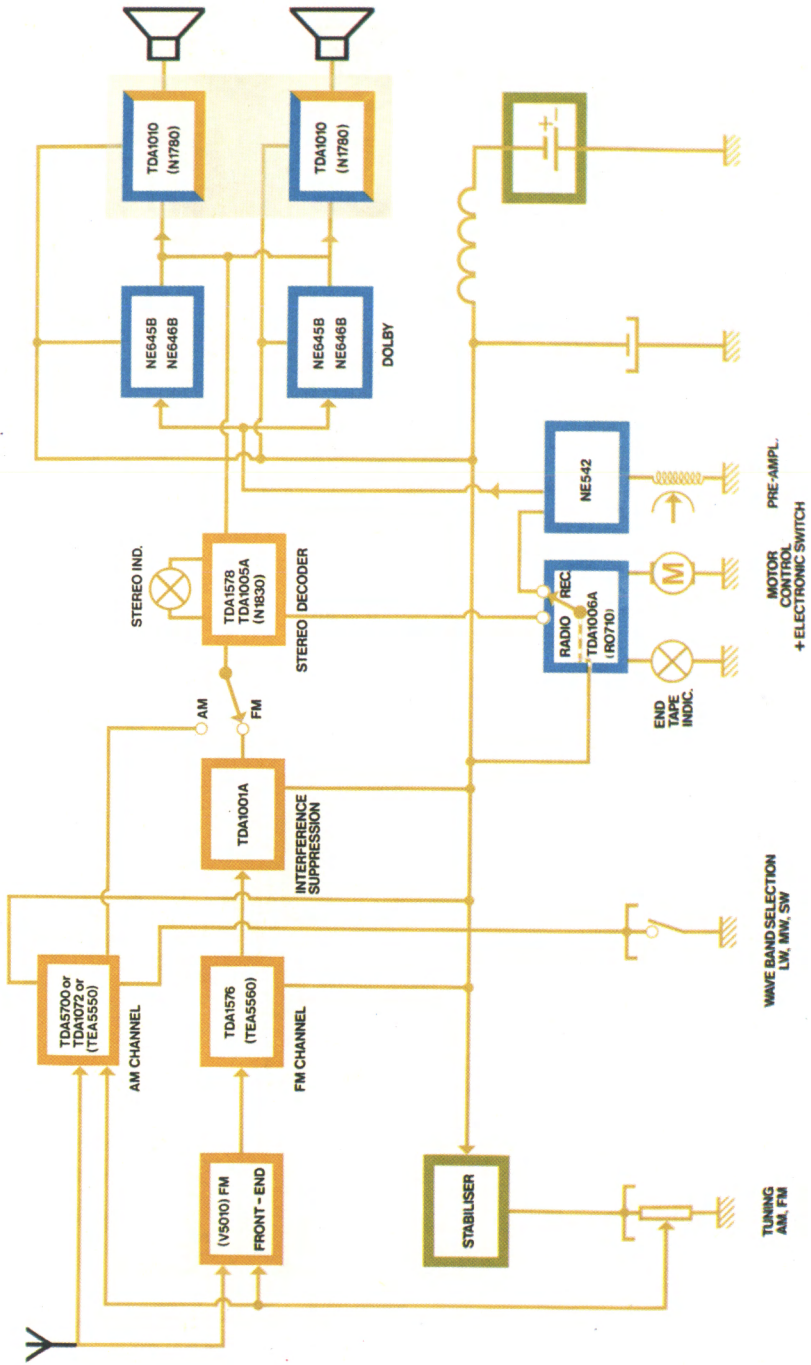 TDA5700 or
TDA1072 or
(TEA5550)
AM CHANNEL
(V5010) FM
FRONT-END
TDA1576
(TEA5560)
FM CHANNEL
TDA1001A
INTERFERENCE
SUPPRESSION
AM
FM
STEREO IND.
TDA1578
TDA1005A
(N1830)
STEREO DECODER
NE645B
NE646B
NE645B
NE646B
DOLBY
TDA1010
(N1780)
TDA1010
(N1780)
STABILISER
RADIO REC.
TDA1006A
(RO710)
NE542
+ -
M
END
TAPE
INDIC.
TUNING
AM, FM
WAVE BAND SELECTION
LW, MW, SW
MOTOR
CONTROL
+ ELECTRONIC SWITCH
PRE-AMPL.